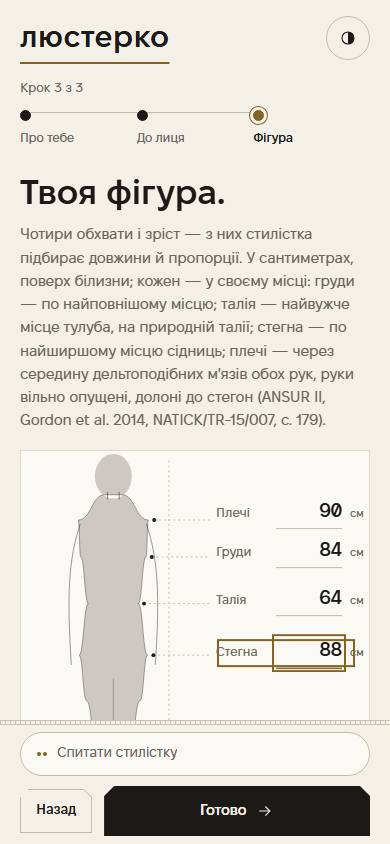 люстерко
Крок 3 з 3
Про тебе
До лиця
Фігура
Твоя фігура.
Чотири обхвати і зріст — з них стилістка
підбирає довжини й пропорції. У сантиметрах,
поверх білизни; кожен — у своєму місці: груди
— по найповнішому місцю; талія — найвужче
місце тулуба, на природній талії; стегна — по
найширшому місцю сідниць; плечі — через
середину дельтоподібних м'язів обох рук, руки
вільно опущені, долоні до стегон (ANSUR II,
Gordon et al. 2014, NATICK/TR-15/007, с. 179).
Плечі 90 см
Груди 84 см
Талія 64 см
Стегна 88 см
Спитати стилістку
Назад
Готово →